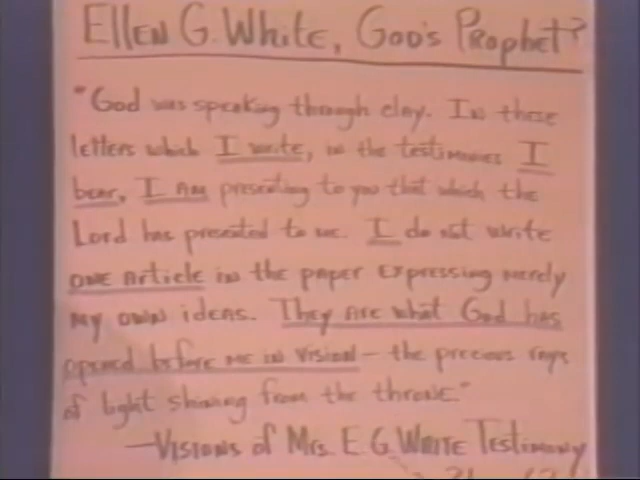 Ellen G. White, God's Prophet?
"God was speaking through clay. In these
letters which I write, in the testimonies I
bear, I am presenting to you that which the
Lord has presented to me. I do not write
one article in the paper expressing merely
my own ideas. They are what God has
opened before me in vision — the precious rays
of light shining from the throne."
—Visions of Mrs. E G. White Testimony